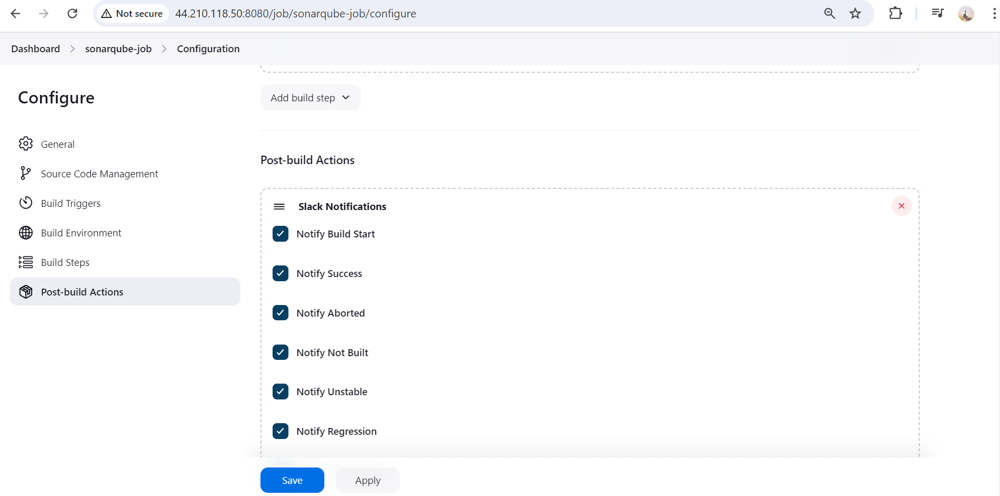 Not secure 44.210.118.50:8080/job/sonarqube-job/configure
Dashboard sonarqube-job Configuration
Configure
General
Source Code Management
Build Triggers
Build Environment
Build Steps
Post-build Actions
Add build step
Post-build Actions
Slack Notifications
Notify Build Start
Notify Success
Notify Aborted
Notify Not Built
Notify Unstable
Notify Regression
Save Apply